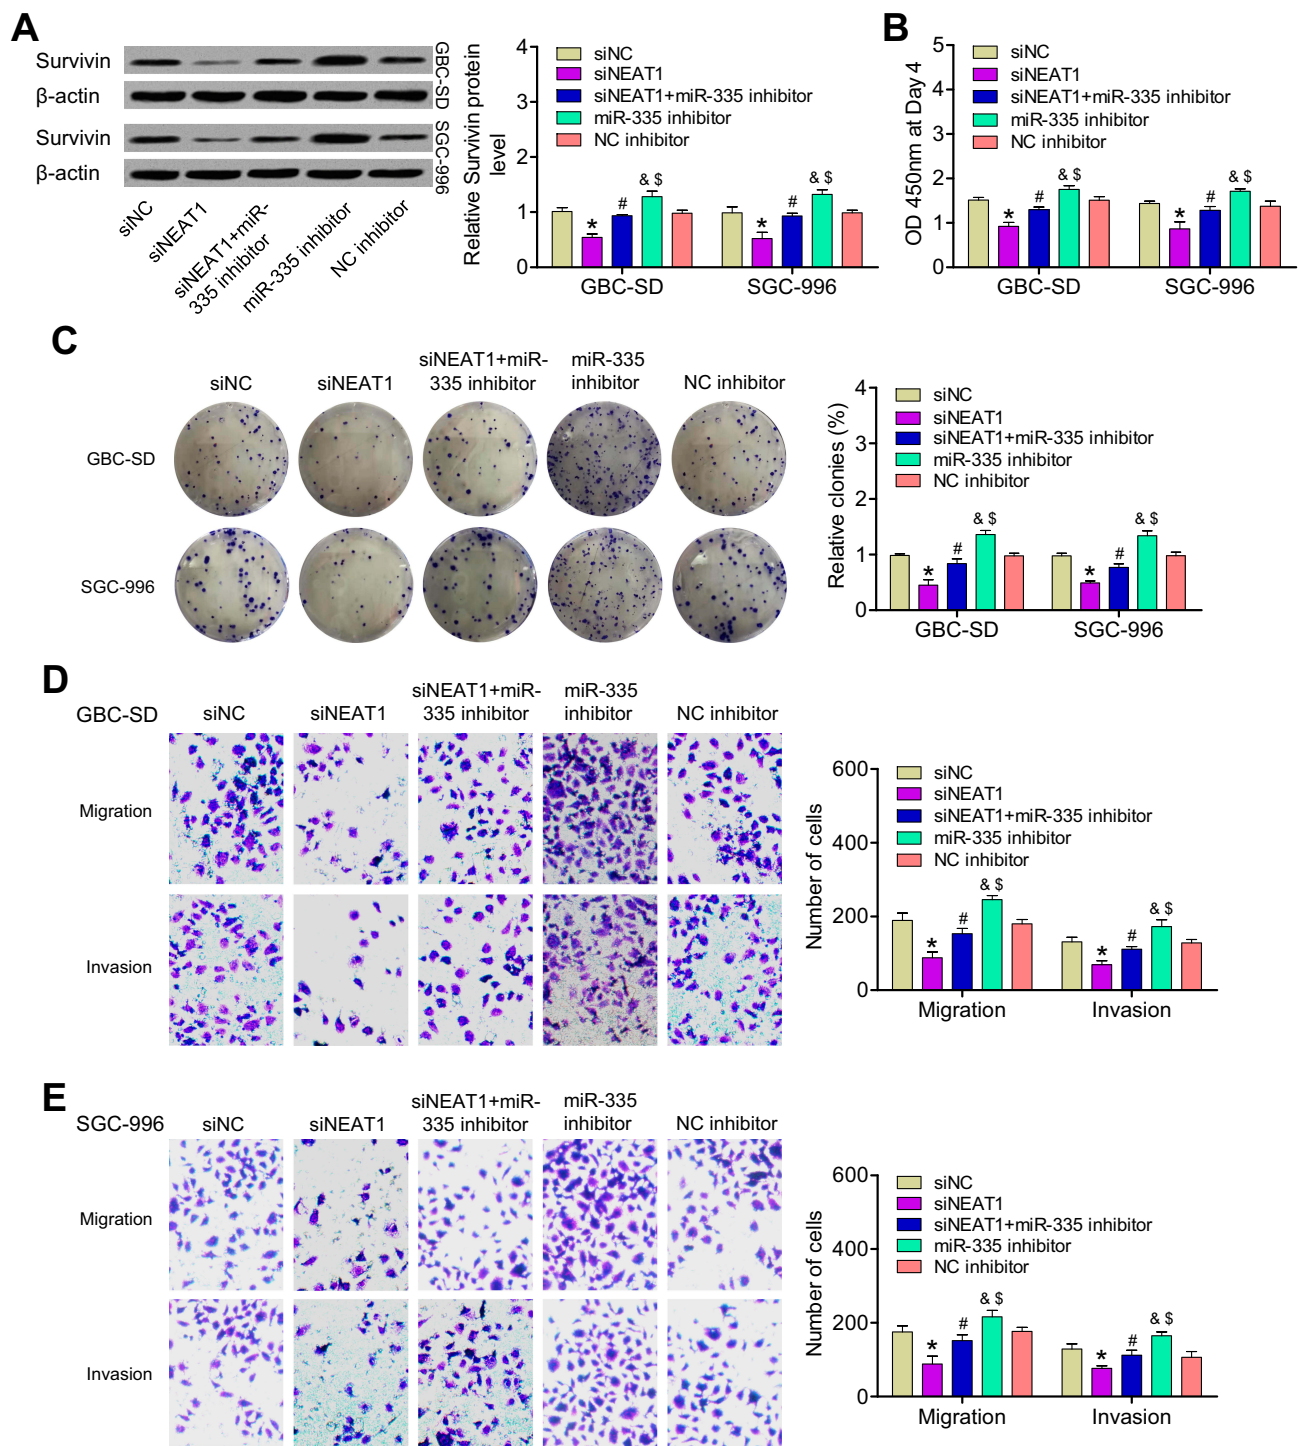 A
Survivin
β-actin
GBC-SD
Survivin
β-actin
SGC-996
siNC
siNEAT1
siNEAT1+miR-
335 inhibitor
miR-335 inhibitor
NC inhibitor
Relative Survivin protein
level
4
3
2
1
0
siNC
siNEAT1
siNEAT1+miR-335 inhibitor
miR-335 inhibitor
NC inhibitor
* # & $
* # & $
GBC-SD
SGC-996
B
OD 450nm at Day 4
5
4
3
2
1
0
siNC
siNEAT1
siNEAT1+miR-335 inhibitor
miR-335 inhibitor
NC inhibitor
* # & $
* # & $
GBC-SD
SGC-996
C
siNC
siNEAT1
siNEAT1+miR-
335 inhibitor
miR-335
inhibitor
NC inhibitor
GBC-SD
SGC-996
Relative clonies (%)
4
3
2
1
0
siNC
siNEAT1
siNEAT1+miR-335 inhibitor
miR-335 inhibitor
NC inhibitor
* # & $
* # & $
GBC-SD
SGC-996
D
GBC-SD
siNC
siNEAT1
siNEAT1+miR-
335 inhibitor
miR-335
inhibitor
NC inhibitor
Migration
Invasion
Number of cells
600
400
200
0
siNC
siNEAT1
siNEAT1+miR-335 inhibitor
miR-335 inhibitor
NC inhibitor
* # & $
* # & $
Migration
Invasion
E
SGC-996
siNC
siNEAT1
siNEAT1+miR-
335 inhibitor
miR-335
inhibitor
NC inhibitor
Migration
Invasion
Number of cells
600
400
200
0
siNC
siNEAT1
siNEAT1+miR-335 inhibitor
miR-335 inhibitor
NC inhibitor
* # & $
* # & $
Migration
Invasion